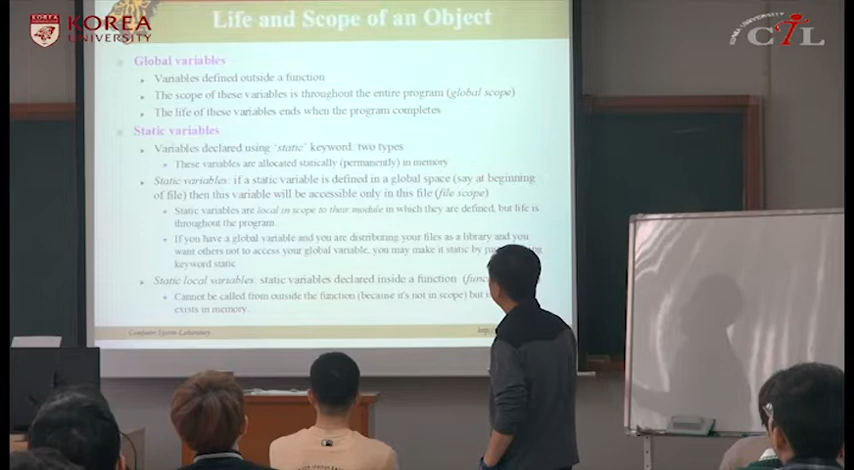 KOREA
UNIVERSITY
KOREA
UNIVERSITY
CTL
Life and Scope of an Object
Global variables
Variables defined outside a function
The scope of these variables is throughout the entire program (global scope)
The life of these variables ends when the program completes
Static variables
Variables declared using 'static' keyword: two types
These variables are allocated statically (permanently) in memory
Static variables: if a static variable is defined in a global space (say at beginning
of file) then this variable will be accessible only in this file (file scope)
Static variables are local in scope to their module in which they are defined, but life is
throughout the program.
If you have a global variable and you are distributing your files as a library and you
want others not to access your global variable, you may make it static by
keyword static
Static local variables: static variables declared inside a function
Cannot be called from outside the function (because it's not in scope) but
exists in memory.
Computer System Laboratory